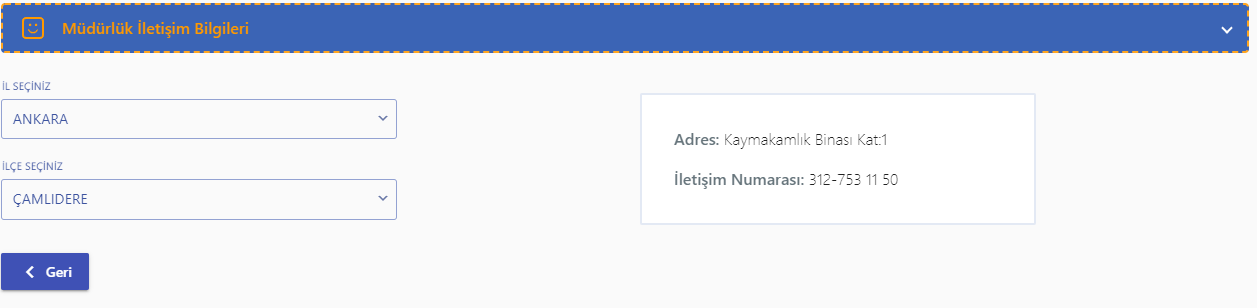 Müdürlük İletişim Bilgileri
İL SEÇİNİZ
ANKARA
İLÇE SEÇİNİZ
ÇAMLIDERE
Adres: Kaymakamlık Binası Kat:1
İletişim Numarası: 312-753 11 50
Geri